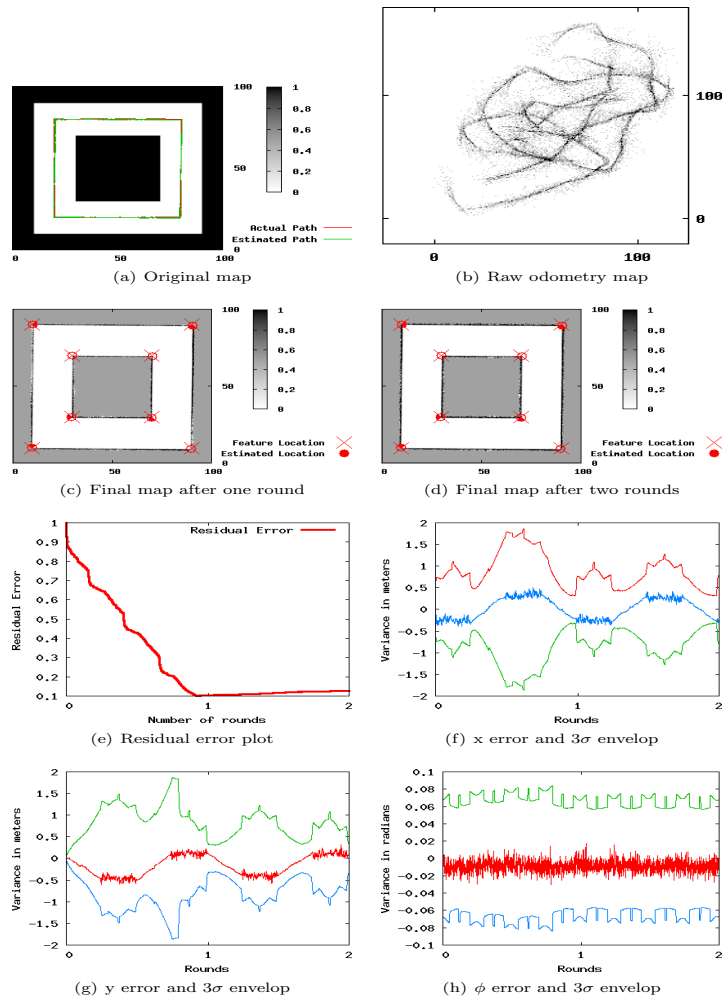 100
50
0
1
0.8
0.6
0.4
0.2
0
Actual Path
Estimated Path
0 50 100
(a) Original map
100
0
0 100
(b) Raw odometry map
100
50
0
1
0.8
0.6
0.4
0.2
0
Feature Location
Estimated Location
0 50 100
(c) Final map after one round
100
50
0
1
0.8
0.6
0.4
0.2
0
Feature Location
Estimated Location
0 50 100
(d) Final map after two rounds
Residual Error
1
0.9
0.8
0.7
0.6
0.5
0.4
0.3
0.2
0.1
Residual Error
0 1 2
Number of rounds
(e) Residual error plot
Variance in meters
2
1.5
1
0.5
0
-0.5
-1
-1.5
-2
0 1 2
Rounds
(f) x error and 3σ envelop
Variance in meters
2
1.5
1
0.5
0
-0.5
-1
-1.5
-2
0 1 2
Rounds
(g) y error and 3σ envelop
Variance in radians
0.1
0.08
0.06
0.04
0.02
0
-0.02
-0.04
-0.06
-0.08
-0.1
0 1 2
Rounds
(h) ϕ error and 3σ envelop